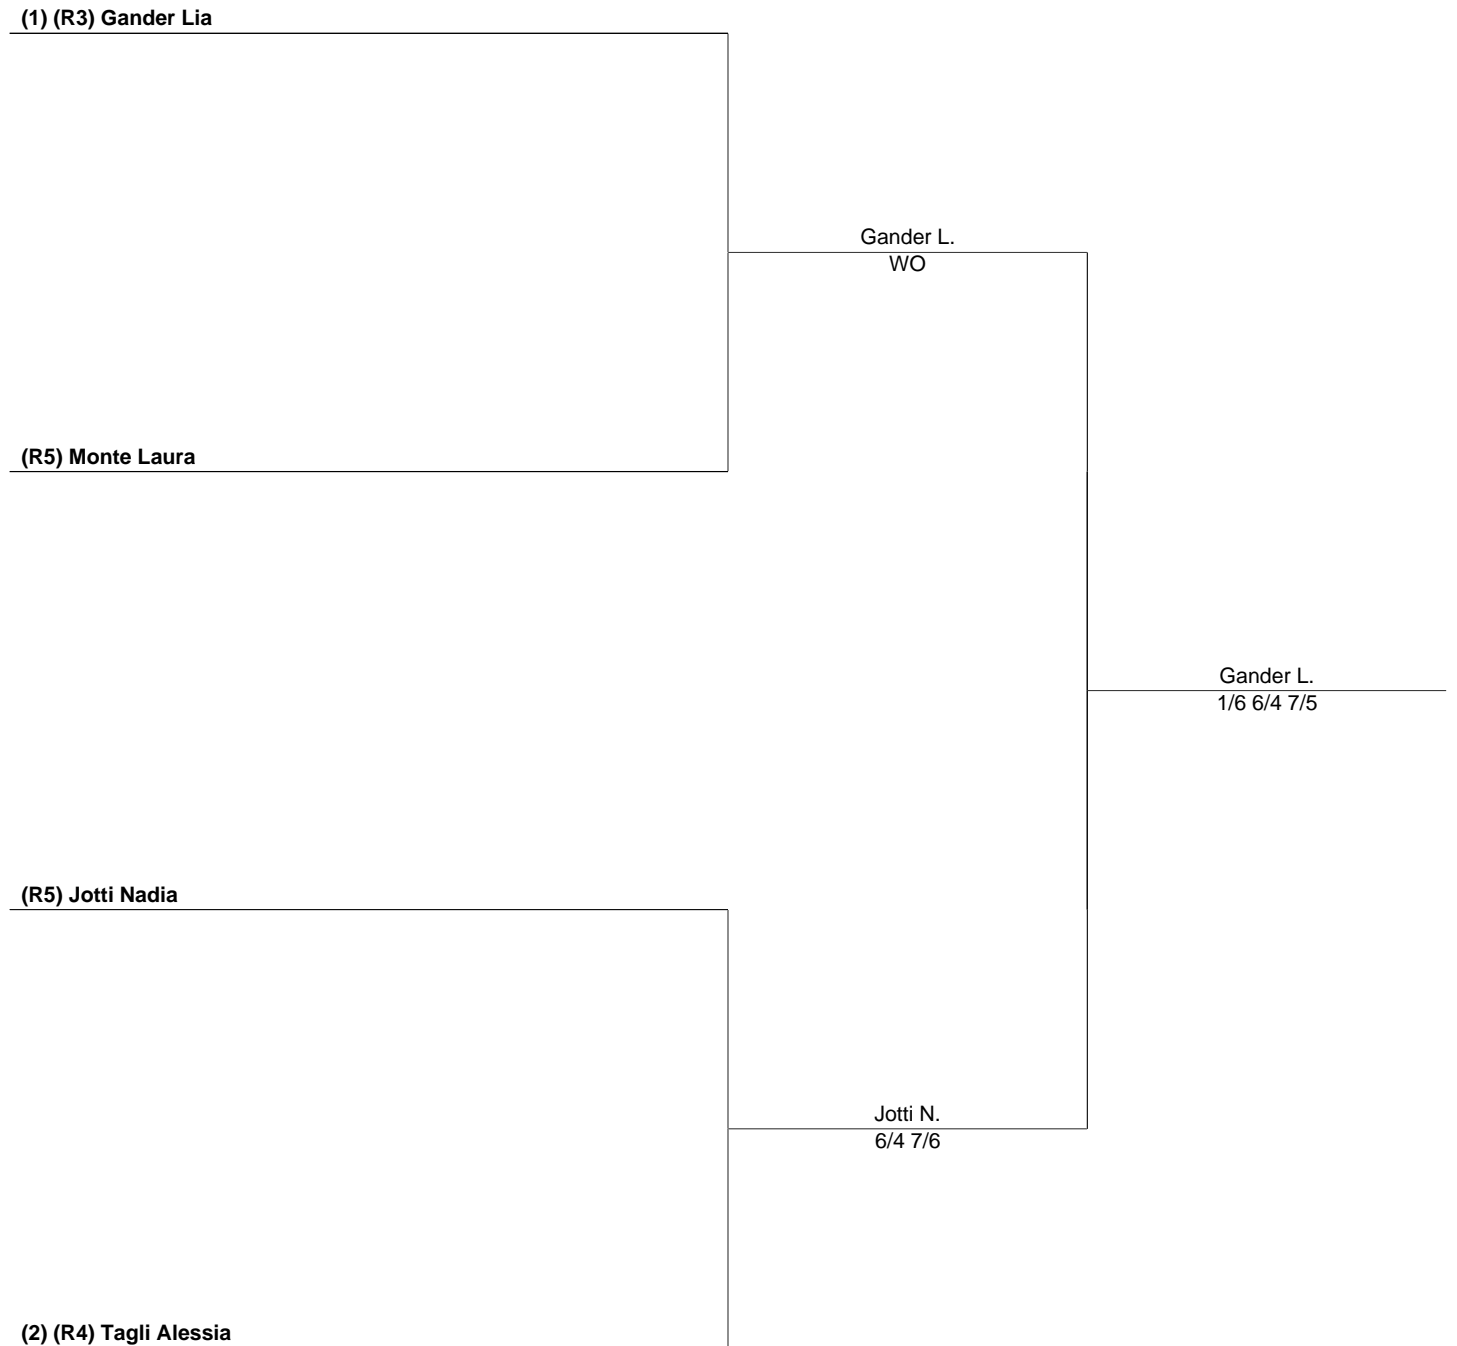 (1) (R3) Gander Lia
Gander L.
WO
(R5) Monte Laura
Gander L.
1/6 6/4 7/5
(R5) Jotti Nadia
Jotti N.
6/4 7/6
(2) (R4) Tagli Alessia